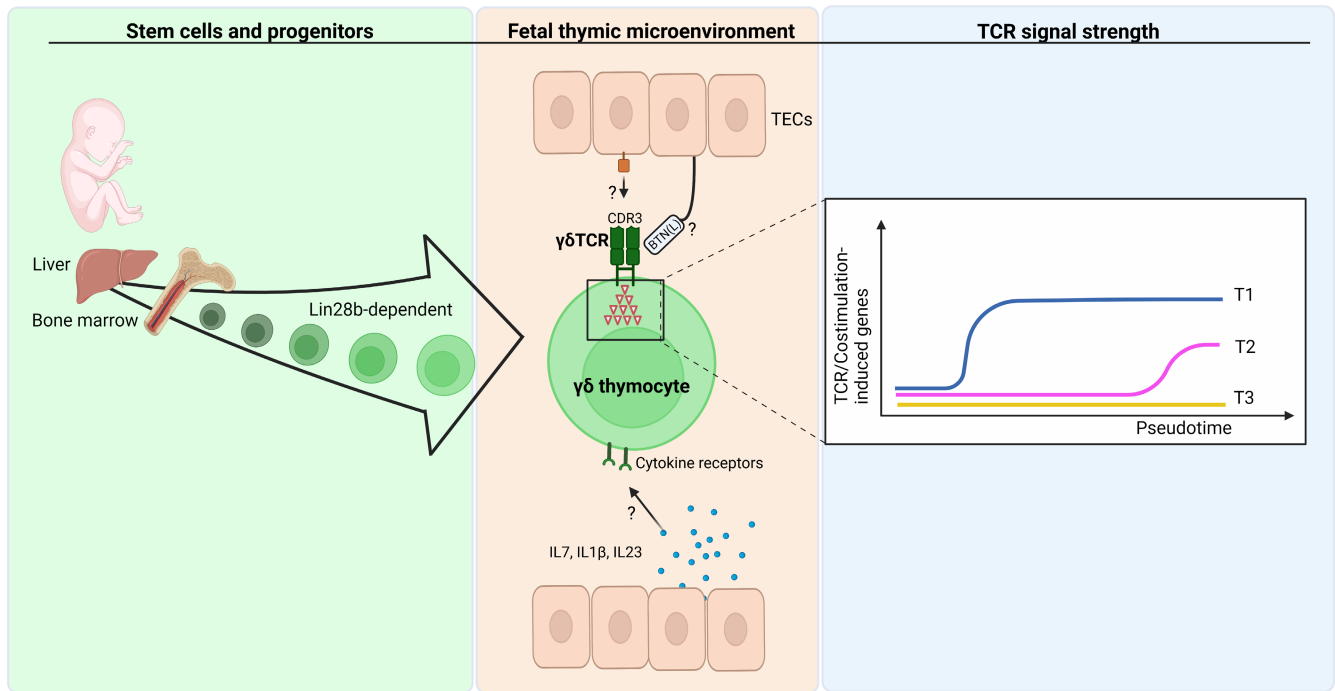 Stem cells and progenitors
Liver
Bone marrow
Lin28b-dependent
Fetal thymic microenvironment
TECs
?
CDR3
γδTCR
BTN(L)
?
γδ thymocyte
Cytokine receptors
?
IL7, IL1β, IL23
TCR signal strength
TCR/Costimulation-
induced genes
T1
T2
T3
Pseudotime